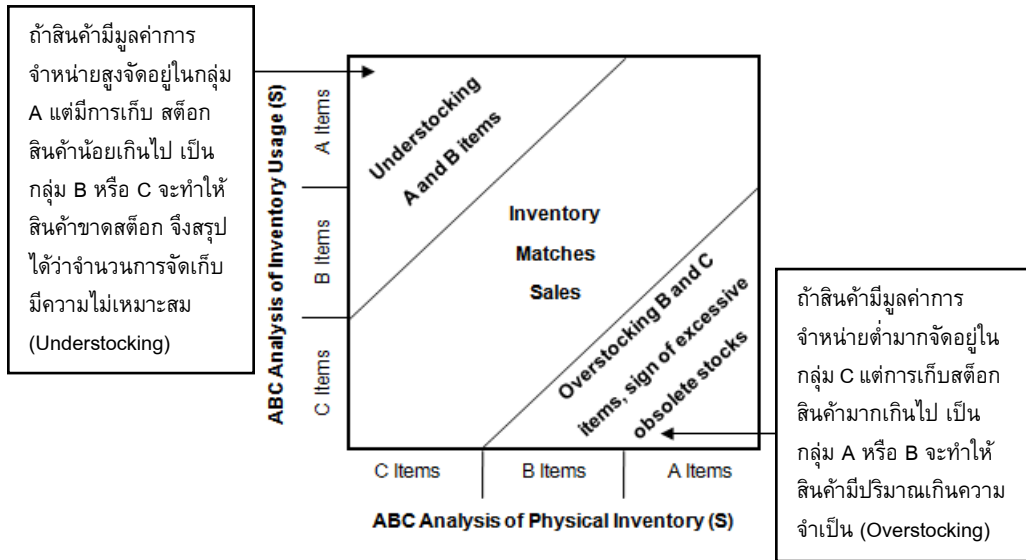 ถ้าสินค้ามีมูลค่าการ
จำหน่ายสูงจัดอยู่ในกลุ่ม
A แต่มีการเก็บ สต็อก
สินค้าน้อยเกินไป เป็น
กลุ่ม B หรือ C จะทำให้
สินค้าขาดสต็อก จึงสรุป
ได้ว่าจำนวนการจัดเก็บ
มีความไม่เหมาะสม
(Understocking)
ABC Analysis of Inventory Usage (S)
A Items
B Items
C Items
Understocking
A and B items
Inventory
Matches
Sales
Overstocking B and C
items, sign of excessive
obsolete stocks
C Items
B Items
A Items
ABC Analysis of Physical Inventory (S)
ถ้าสินค้ามีมูลค่าการ
จำหน่ายต่ำมากจัดอยู่ใน
กลุ่ม C แต่การเก็บสต็อก
สินค้ามากเกินไป เป็น
กลุ่ม A หรือ B จะทำให้
สินค้ามีปริมาณเกินความ
จำเป็น (Overstocking)